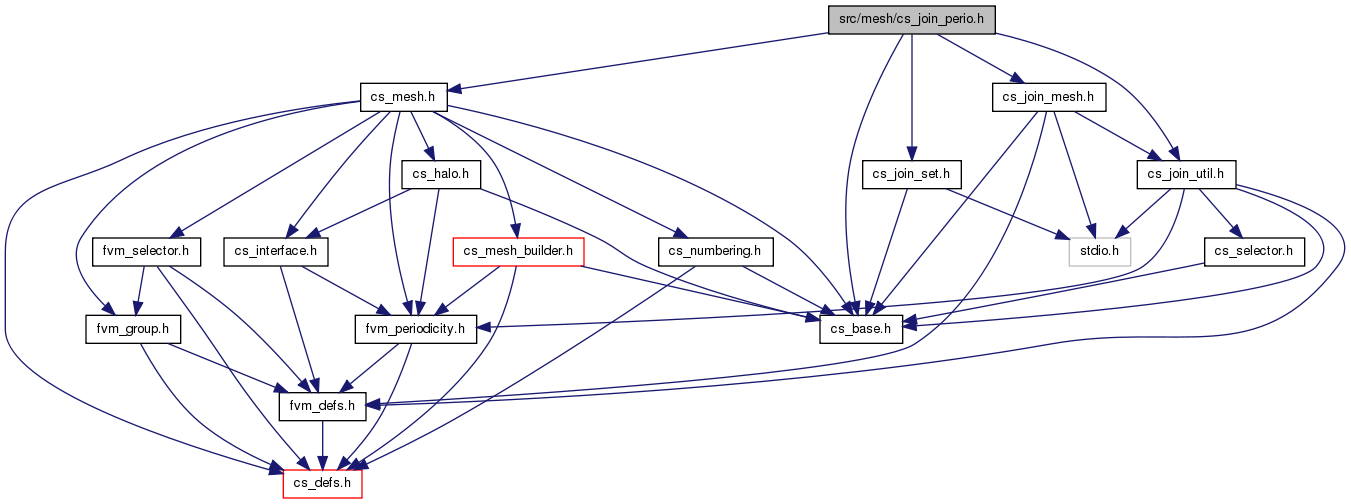 src/mesh/cs_join_perio.h
cs_mesh.h
cs_join_mesh.h
cs_halo.h
cs_join_set.h
cs_join_util.h
fvm_selector.h
cs_interface.h
cs_mesh_builder.h
cs_numbering.h
stdio.h
cs_selector.h
fvm_group.h
fvm_periodicity.h
cs_base.h
fvm_defs.h
cs_defs.h